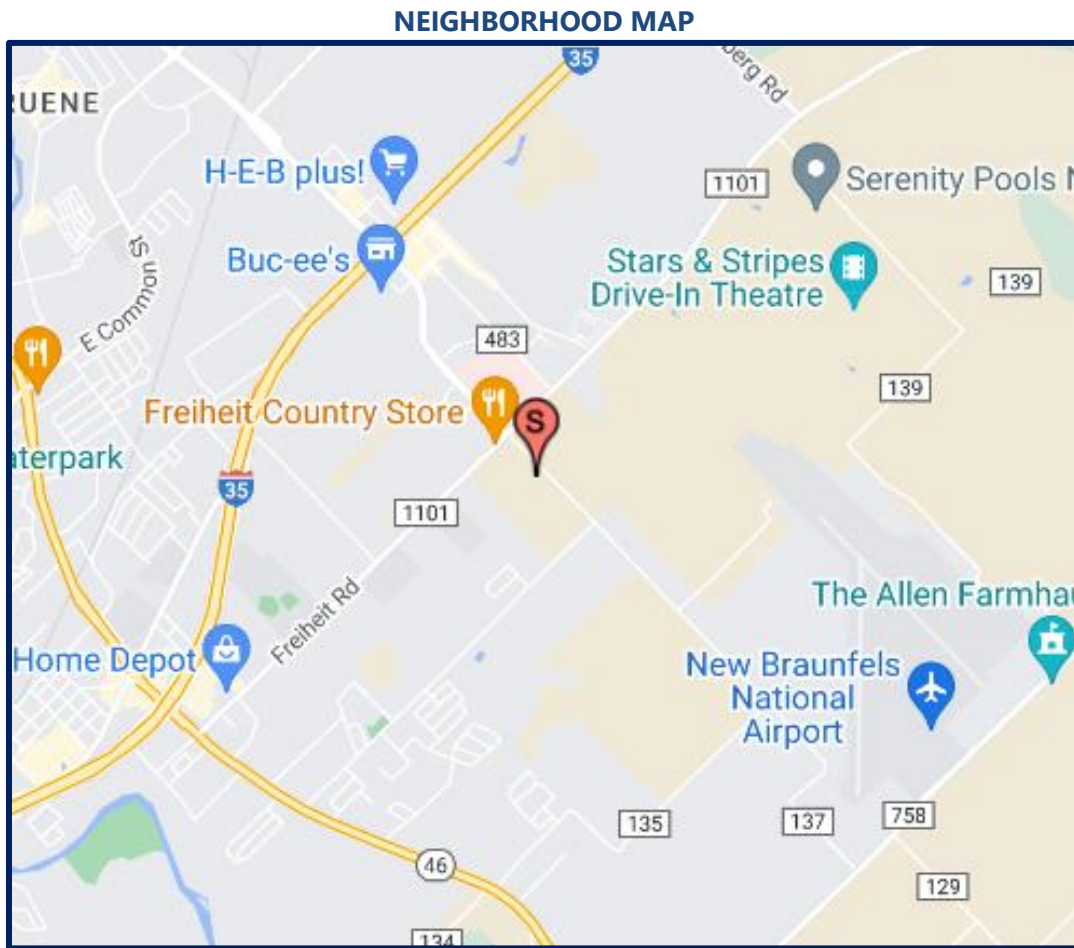 NEIGHBORHOOD MAP
35
berg Rd
RUENE
H-E-B plus!
1101
Serenity Pools N
St
Buc-ee's
Stars & Stripes
Drive-In Theatre
139
E Common
483
139
Freiheit Country Store
S
aterpark
35
1101
Freiheit Rd
The Allen Farmhau
Home Depot
New Braunfels
National
Airport
135
137
758
46
129
134